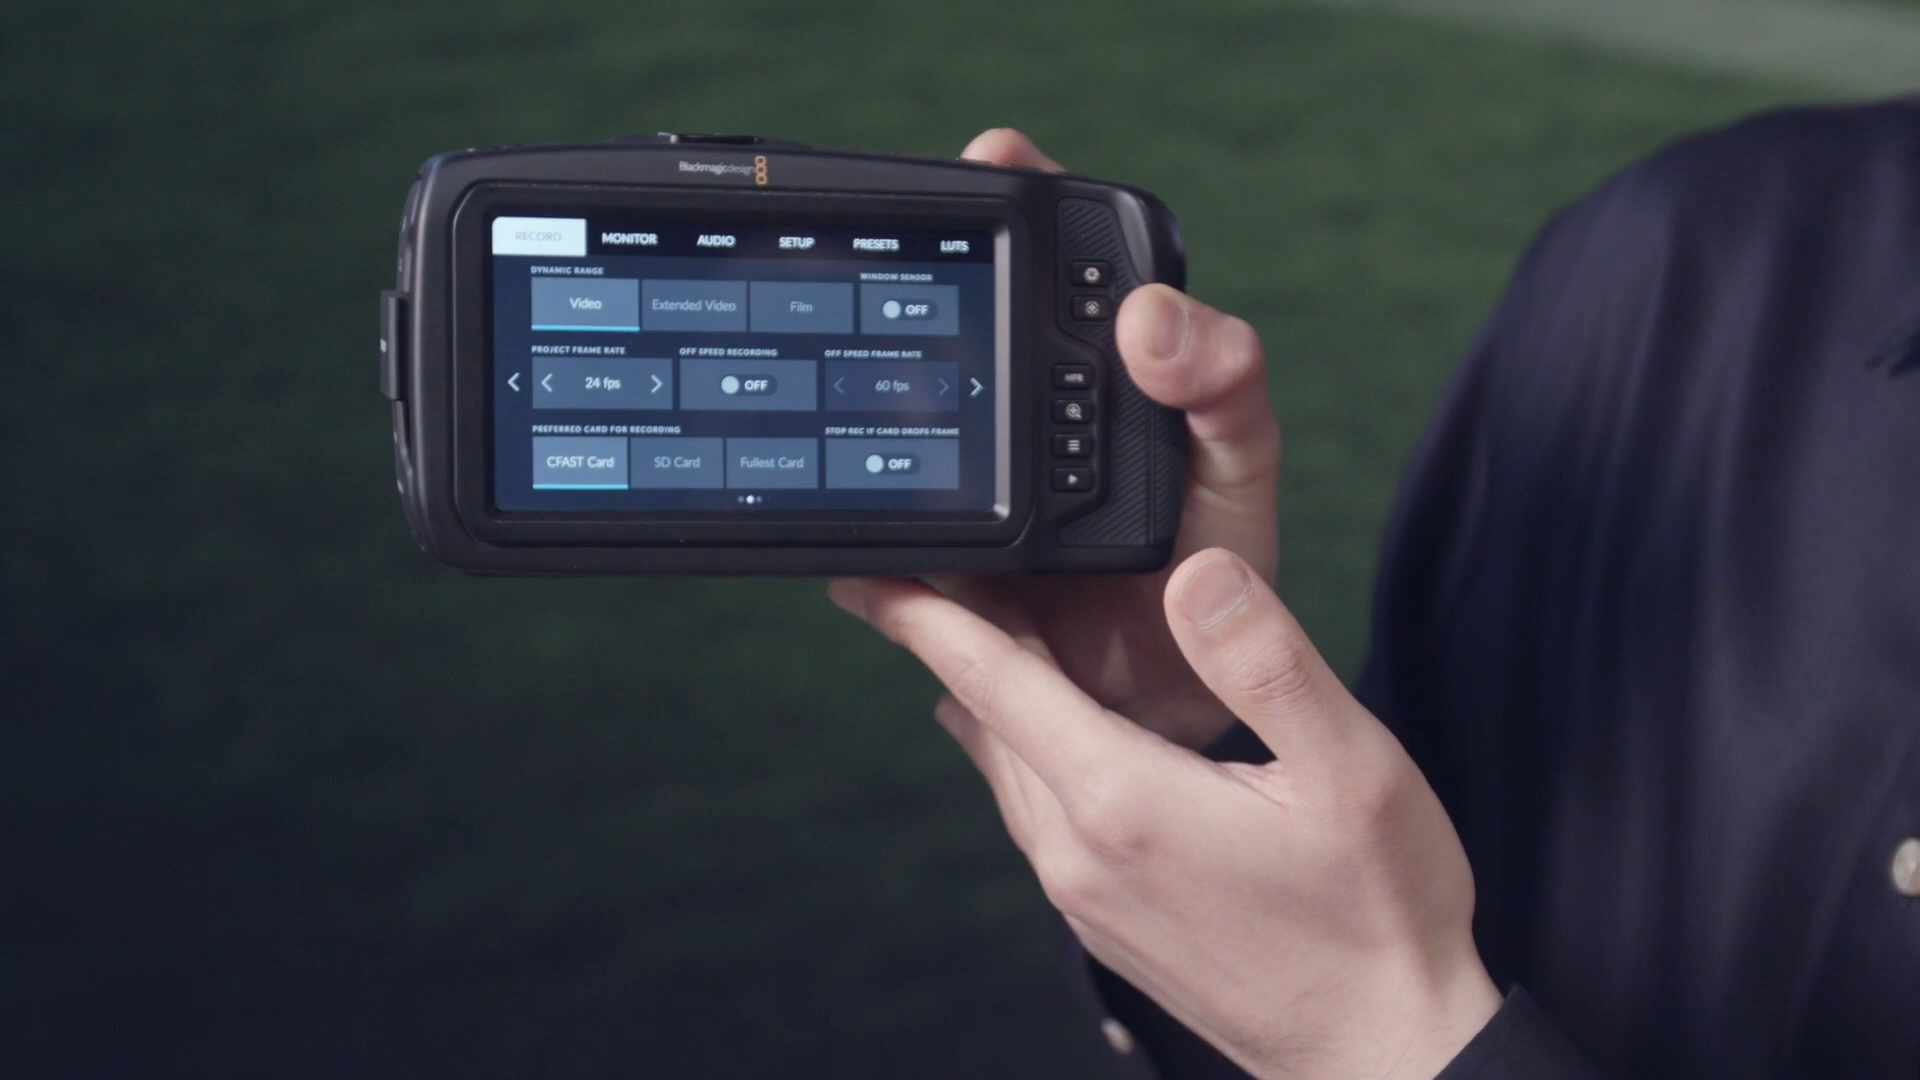 Blackmagicdesign
RECORD MONITOR AUDIO SETUP PRESETS LUTS
DYNAMIC RANGE WINDOW SENSOR
Video Extended Video Film OFF
PROJECT FRAME RATE OFF SPEED RECORDING OFF SPEED FRAME RATE
24 fps OFF 60 fps
PREFERRED CARD FOR RECORDING STOP REC IF CARD DROPS FRAME
CFAST Card SD Card Fullest Card OFF
HFR